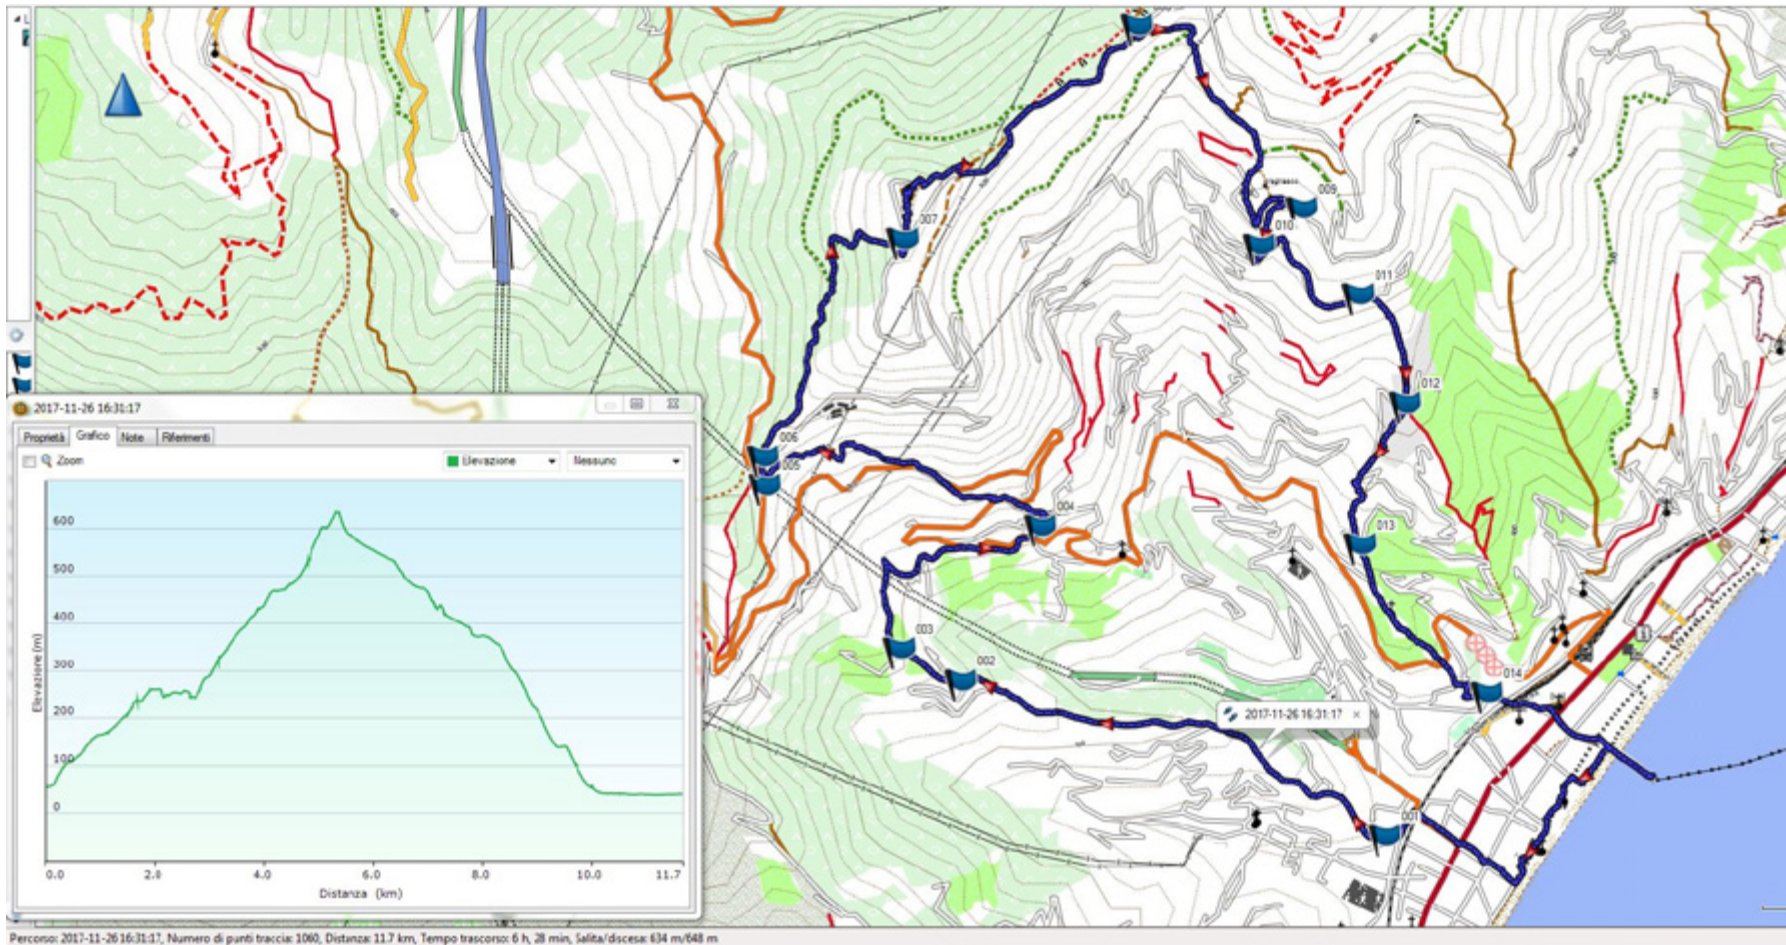 009
007
010
011
012
2017-11-26 16:31:17
Proprietà Grafico Note Riferimenti
Zoom
Elevazione
Nessuno
006
005
004
013
003
002
014
2017-11-26 16:31:17 ×
001
600
500
400
300
200
100
0
Elevazione (m)
0.0 2.0 4.0 6.0 8.0 10.0 11.7
Distanza (km)
Percorso: 2017-11-26 16:31:17, Numero di punti traccia: 1060, Distanza: 11.7 km, Tempo trascorso: 6 h, 28 min, Salita/discesa: 634 m/648 m